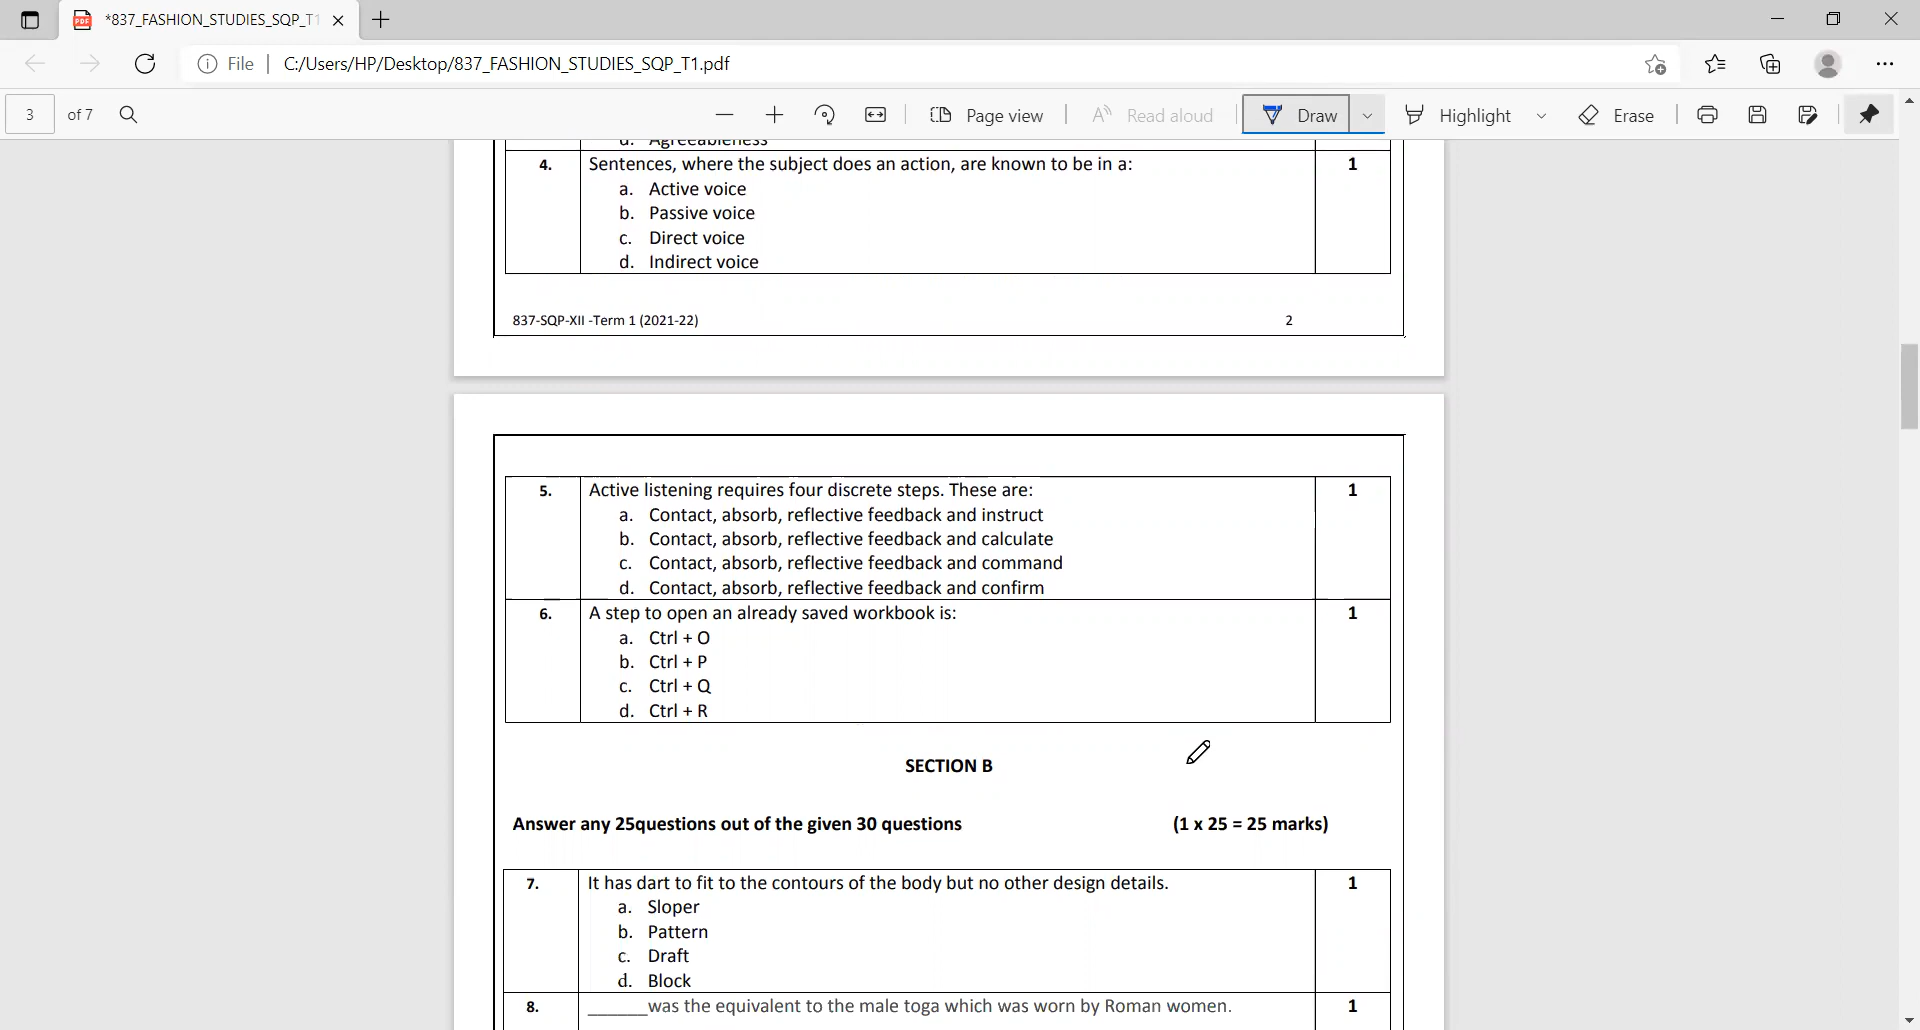 *837_FASHION_STUDIES_SQP_T1
File
C:/Users/HP/Desktop/837_FASHION_STUDIES_SQP_T1.pdf
3 of 7
Page view
Read aloud
Draw
Highlight
Erase
d. Agreeableness
4. Sentences, where the subject does an action, are known to be in a: 1
a. Active voice
b. Passive voice
c. Direct voice
d. Indirect voice
837-SQP-XII -Term 1 (2021-22) 2
5. Active listening requires four discrete steps. These are: 1
a. Contact, absorb, reflective feedback and instruct
b. Contact, absorb, reflective feedback and calculate
c. Contact, absorb, reflective feedback and command
d. Contact, absorb, reflective feedback and confirm
6. A step to open an already saved workbook is: 1
a. Ctrl + O
b. Ctrl + P
c. Ctrl + Q
d. Ctrl + R
SECTION B
Answer any 25questions out of the given 30 questions (1 x 25 = 25 marks)
7. It has dart to fit to the contours of the body but no other design details. 1
a. Sloper
b. Pattern
c. Draft
d. Block
8. ______was the equivalent to the male toga which was worn by Roman women. 1